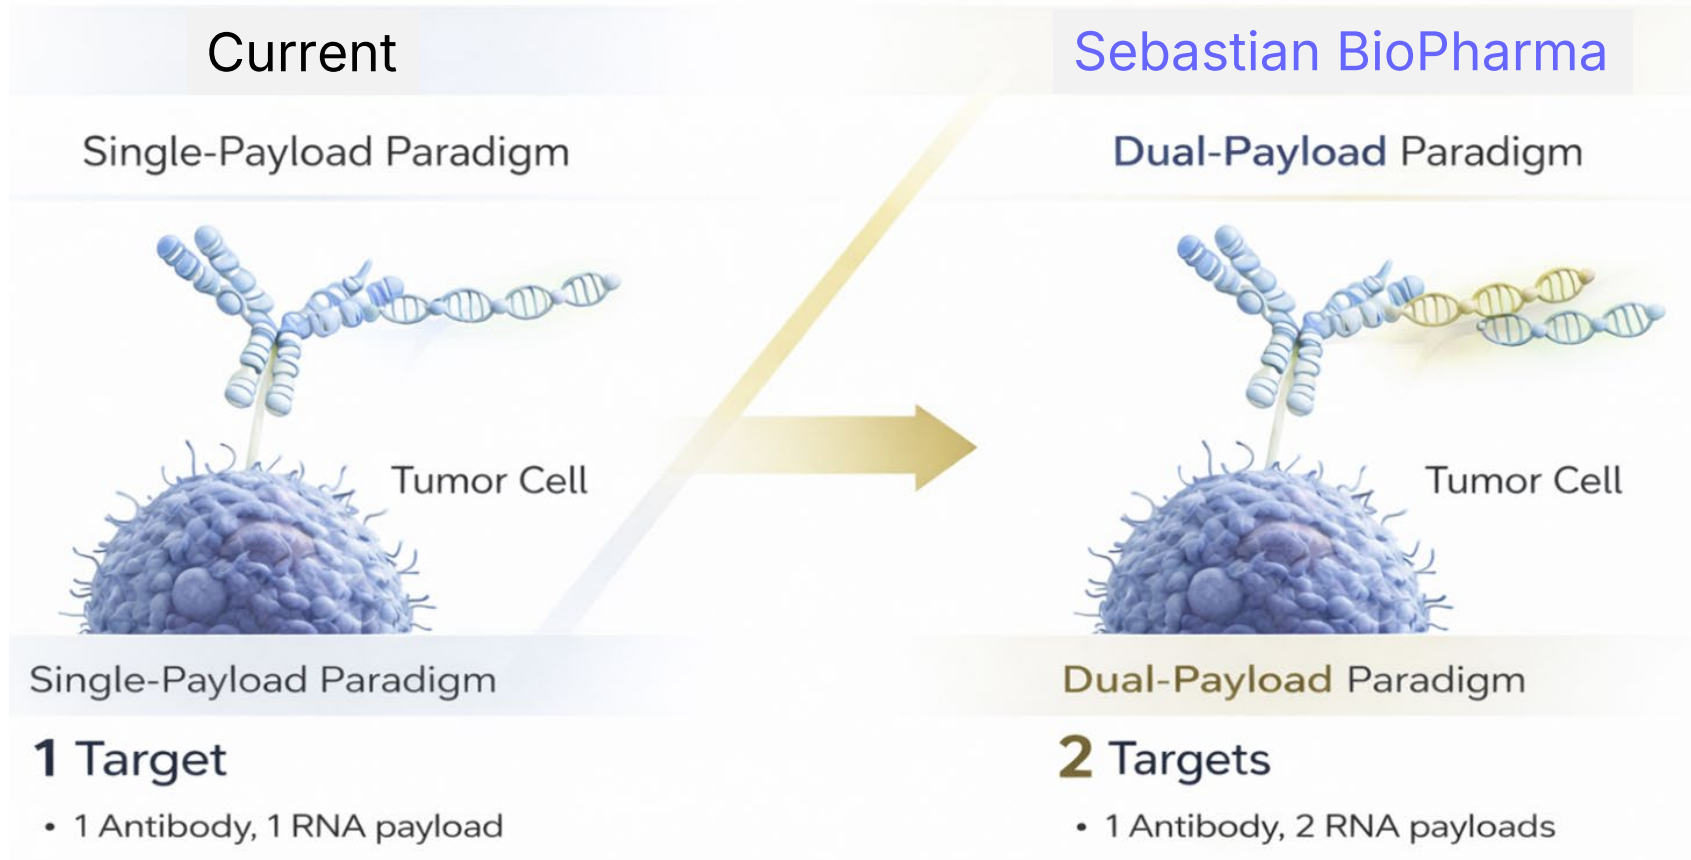 Current
Single-Payload Paradigm
Tumor Cell
Single-Payload Paradigm
1 Target
• 1 Antibody, 1 RNA payload
Sebastian BioPharma
Dual-Payload Paradigm
Tumor Cell
Dual-Payload Paradigm
2 Targets
• 1 Antibody, 2 RNA payloads